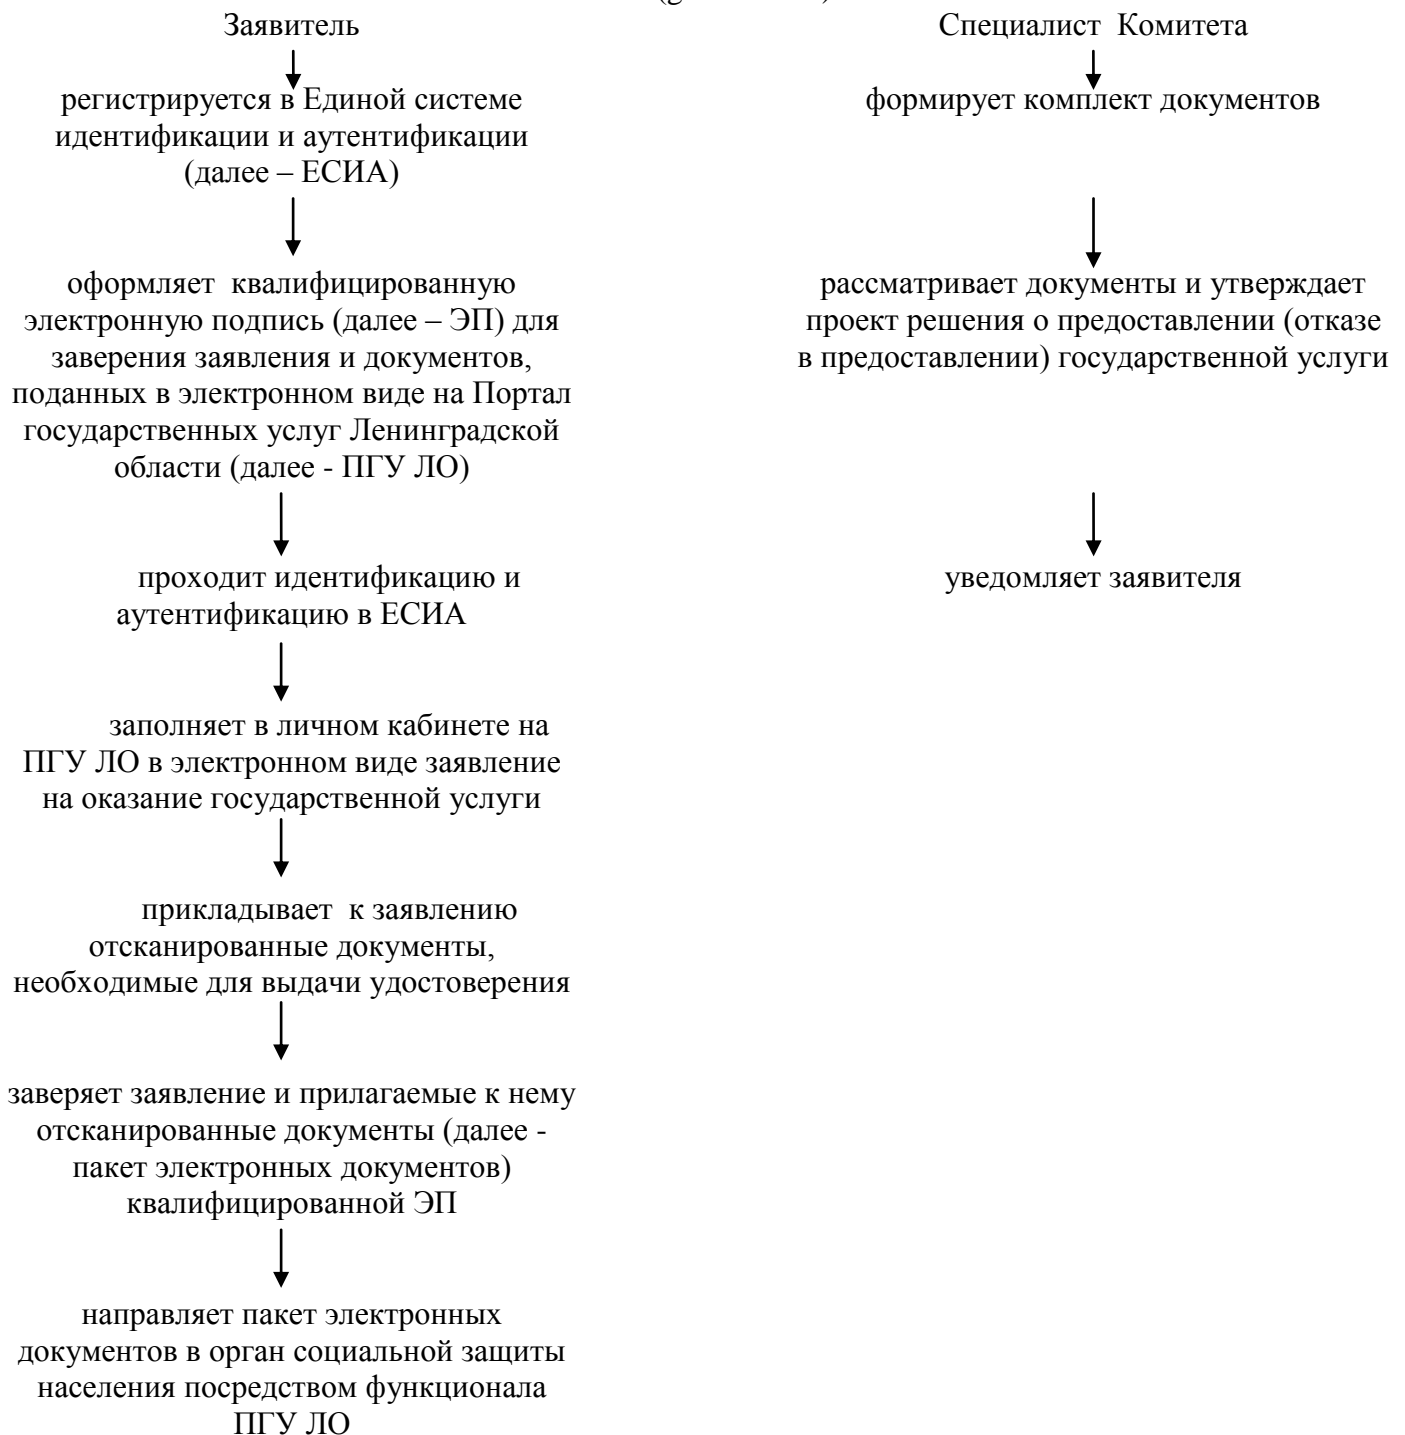 Заявитель
регистрируется в Единой системе
идентификации и аутентификации
(далее – ЕСИА)
оформляет квалифицированную
электронную подпись (далее – ЭП) для
заверения заявления и документов,
поданных в электронном виде на Портал
государственных услуг Ленинградской
области (далее - ПГУ ЛО)
проходит идентификацию и
аутентификацию в ЕСИА
заполняет в личном кабинете на
ПГУ ЛО в электронном виде заявление
на оказание государственной услуги
прикладывает к заявлению
отсканированные документы,
необходимые для выдачи удостоверения
заверяет заявление и прилагаемые к нему
отсканированные документы (далее -
пакет электронных документов)
квалифицированной ЭП
направляет пакет электронных
документов в орган социальной защиты
населения посредством функционала
ПГУ ЛО
Специалист Комитета
формирует комплект документов
рассматривает документы и утверждает
проект решения о предоставлении (отказе
в предоставлении) государственной услуги
уведомляет заявителя